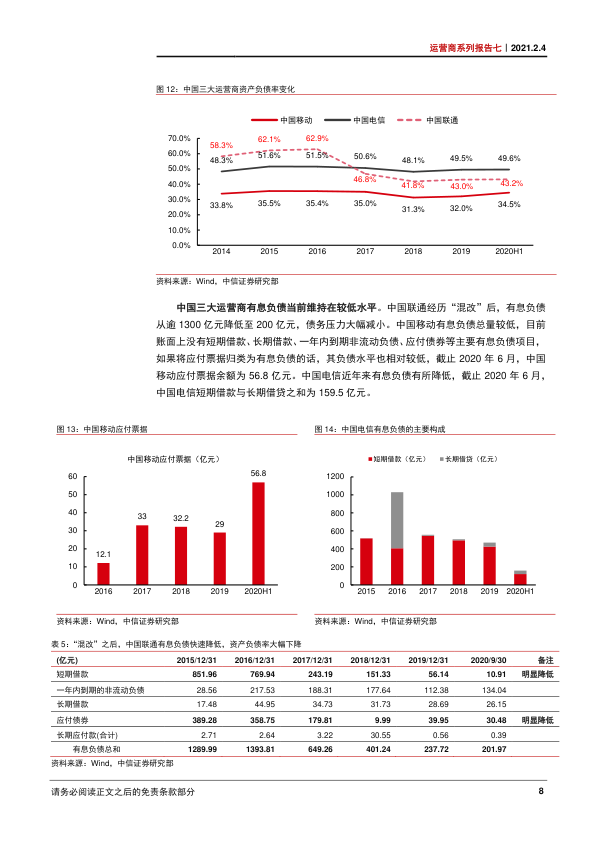 运营商系列报告七｜2021.2.4
图 12：中国三大运营商资产负债率变化
中国移动 中国电信 中国联通
70.0%
60.0%
50.0%
40.0%
30.0%
20.0%
10.0%
0.0%
58.3% 62.1% 62.9% 46.8% 41.8% 43.0% 43.2%
48.3% 51.6% 51.5% 50.6% 48.1% 49.5% 49.6%
33.8% 35.5% 35.4% 35.0% 31.3% 32.0% 34.5%
2014 2015 2016 2017 2018 2019 2020H1
资料来源：Wind，中信证券研究部
中国三大运营商有息负债当前维持在较低水平。中国联通经历“混改”后，有息负债
从逾 1300 亿元降低至 200 亿元，债务压力大幅减小。中国移动有息负债总量较低，目前
账面上没有短期借款、长期借款、一年内到期非流动负债、应付债券等主要有息负债项目，
如果将应付票据归类为有息负债的话，其负债水平也相对较低，截止 2020 年 6 月，中国
移动应付票据余额为 56.8 亿元。中国电信近年来有息负债有所降低，截止 2020 年 6 月，
中国电信短期借款与长期借贷之和为 159.5 亿元。
图 13：中国移动应付票据
中国移动应付票据（亿元）
60
50
40
30
20
10
0
12.1 33 32.2 29 56.8
2016 2017 2018 2019 2020H1
资料来源：Wind，中信证券研究部
图 14：中国电信有息负债的主要构成
短期借款（亿元） 长期借贷（亿元）
1200
1000
800
600
400
200
0
2015 2016 2017 2018 2019 2020H1
资料来源：Wind，中信证券研究部
表 5：“混改”之后，中国联通有息负债快速降低，资产负债率大幅下降
(亿元) 2015/12/31 2016/12/31 2017/12/31 2018/12/31 2019/12/31 2020/9/30 备注
短期借款 851.96 769.94 243.19 151.33 56.14 10.91 明显降低
一年内到期的非流动负债 28.56 217.53 188.31 177.64 112.38 134.04
长期借款 17.48 44.95 34.73 31.73 28.69 26.15
应付债券 389.28 358.75 179.81 9.99 39.95 30.48 明显降低
长期应付款(合计) 2.71 2.64 3.22 30.55 0.56 0.39
有息负债总和 1289.99 1393.81 649.26 401.24 237.72 201.97
资料来源：Wind，中信证券研究部
请务必阅读正文之后的免责条款部分 8